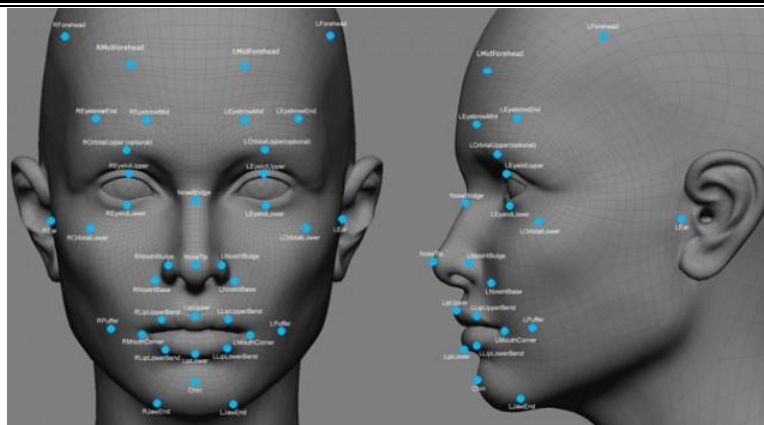 RForehead
LForehead
RMidForehead
LMidForehead
REyebrowEnd
REyebrowMid
LEyebrowMid
LEyebrowEnd
ROrbitalUpper (optional)
LOrbitalUpper(optional)
REyelidUpper
LEyelidUpper
NoseBridge
REyelidLower
LEyelidLower
REar
LEar
ROrbitalLower
LOrbitalLower
RNostrilBulge
NoseTip
LNostrilBulge
RNostrilBase
LNostrilBase
RLipUpperBend
LipUpper
LLipUpperBend
RPuffer
LPuffer
RMouthCorner
LMouthCorner
RLipLowerBend
LipLower
LLipLowerBend
Chin
RJawEnd
LJawEnd
LForehead
LMidForehead
LEyebrowMid
LEyebrowEnd
LOrbitalUpper(optional)
LEyelidUpper
NoseBridge
LEyelidLower
LOrbitalLower
LEar
NoseTip
LNostrilBulge
LNostrilBase
LipUpper
LLipUpperBend
LPuffer
LMouthCorner
LipLower
LLipLowerBend
Chin
LJawEnd